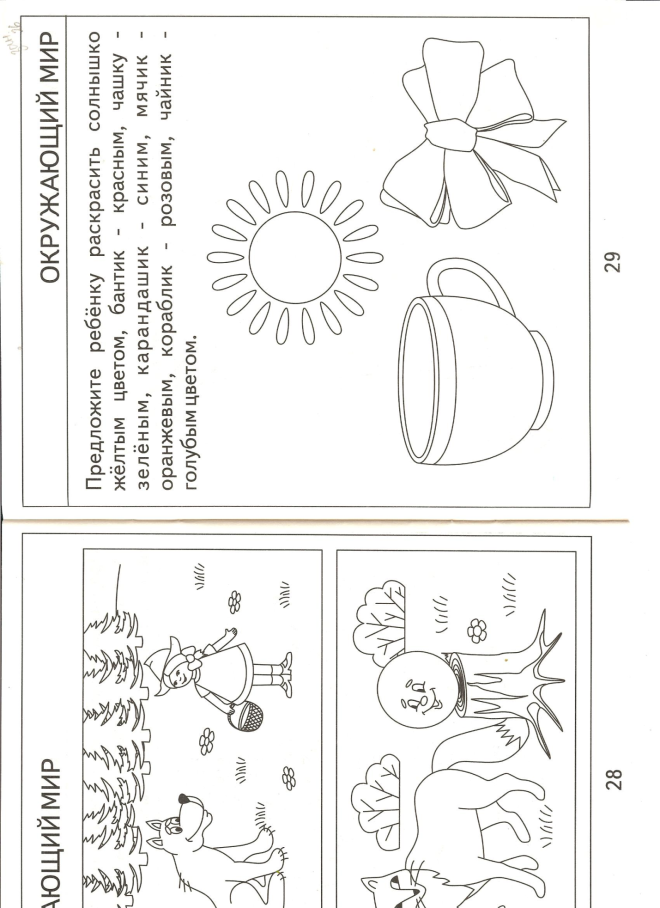 ОКРУЖАЮЩИЙ МИР
Предложите ребёнку раскрасить солнышко
жёлтым цветом, бантик - красным, чашку -
зелёным, карандашик - синим, мячик -
оранжевым, кораблик - розовым, чайник -
голубым цветом.
29
АЮЩИЙ МИР
28